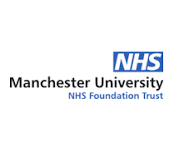 NHS
Manchester University
NHS Foundation Trust